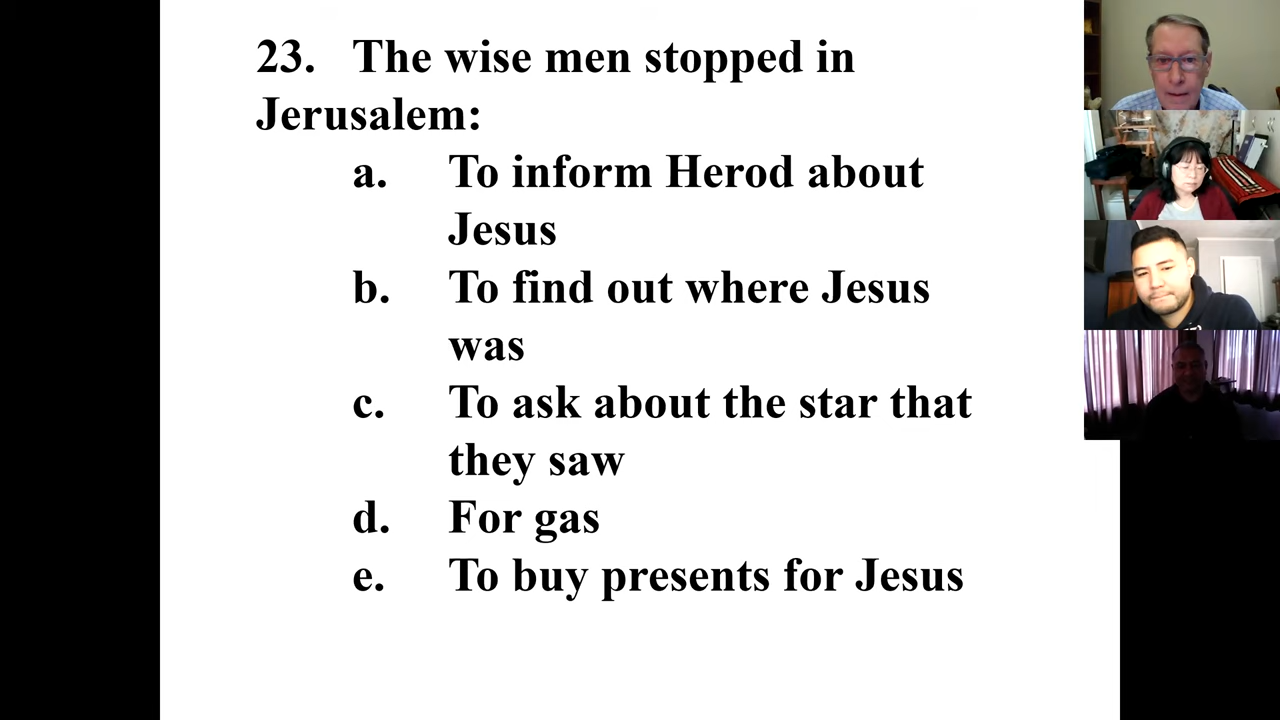 23. The wise men stopped in
Jerusalem:
a. To inform Herod about
Jesus
b. To find out where Jesus
was
c. To ask about the star that
they saw
d. For gas
e. To buy presents for Jesus